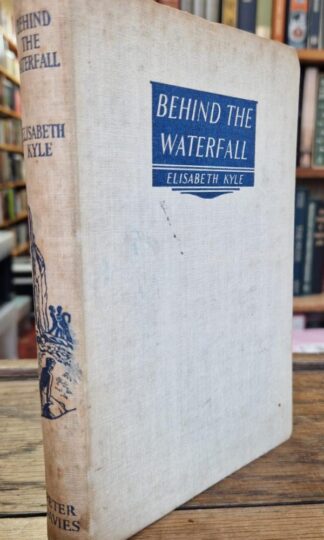 BEHIND
THE
WATERFALL
ELISABETH
KYLE
PETER
DAVIES
BEHIND THE
WATERFALL
ELISABETH KYLE